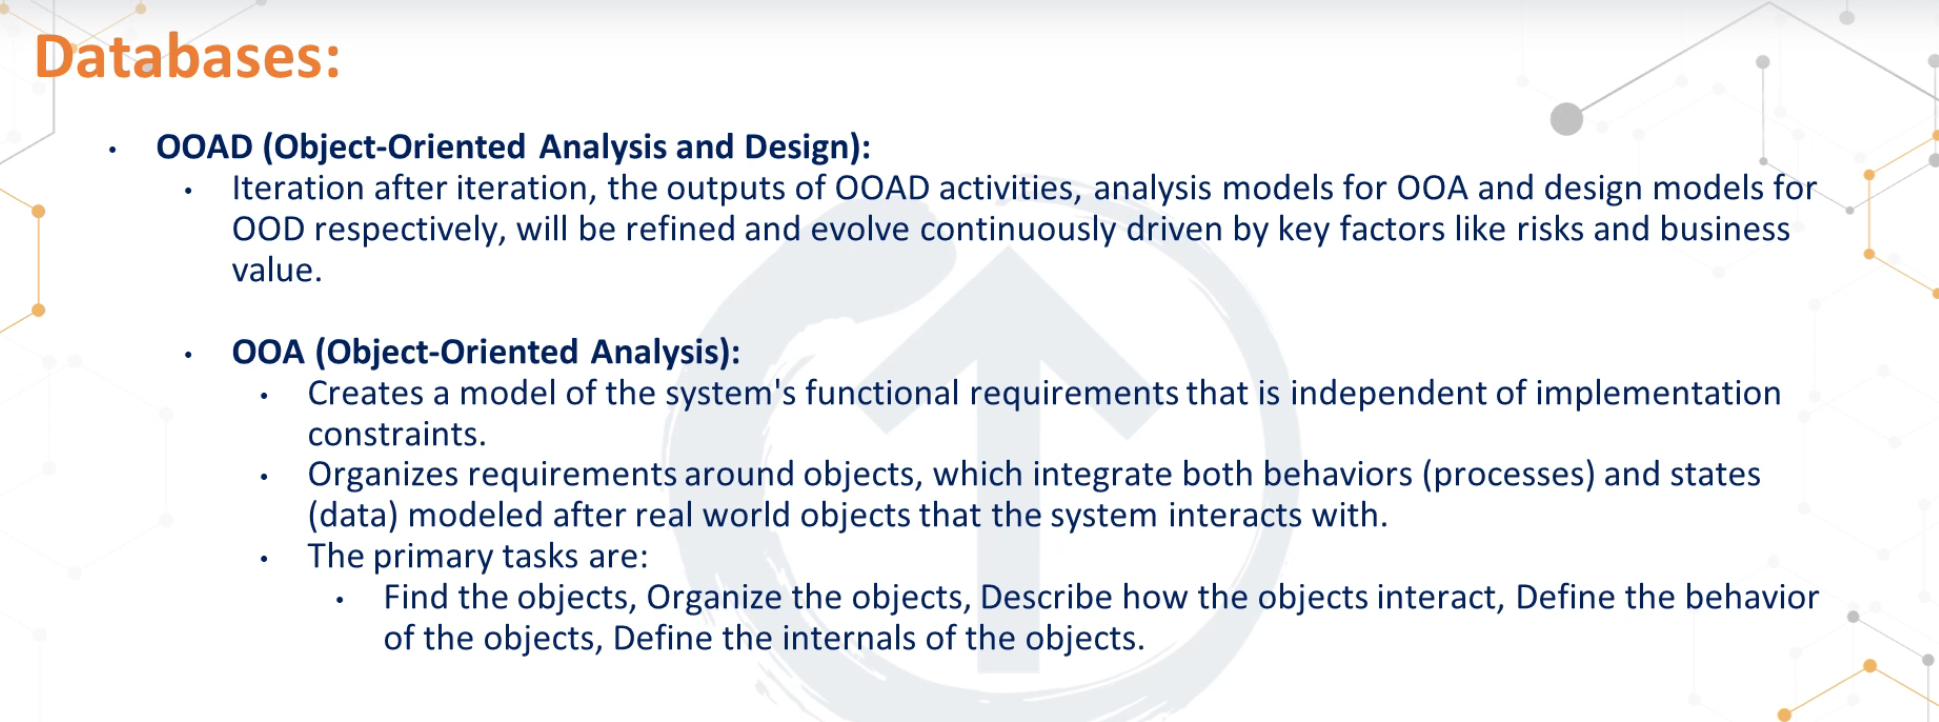 Databases:
• OOAD (Object-Oriented Analysis and Design):
• Iteration after iteration, the outputs of OOAD activities, analysis models for OOA and design models for
OOD respectively, will be refined and evolve continuously driven by key factors like risks and business
value.
• OOA (Object-Oriented Analysis):
• Creates a model of the system's functional requirements that is independent of implementation
constraints.
• Organizes requirements around objects, which integrate both behaviors (processes) and states
(data) modeled after real world objects that the system interacts with.
• The primary tasks are:
• Find the objects, Organize the objects, Describe how the objects interact, Define the behavior
of the objects, Define the internals of the objects.